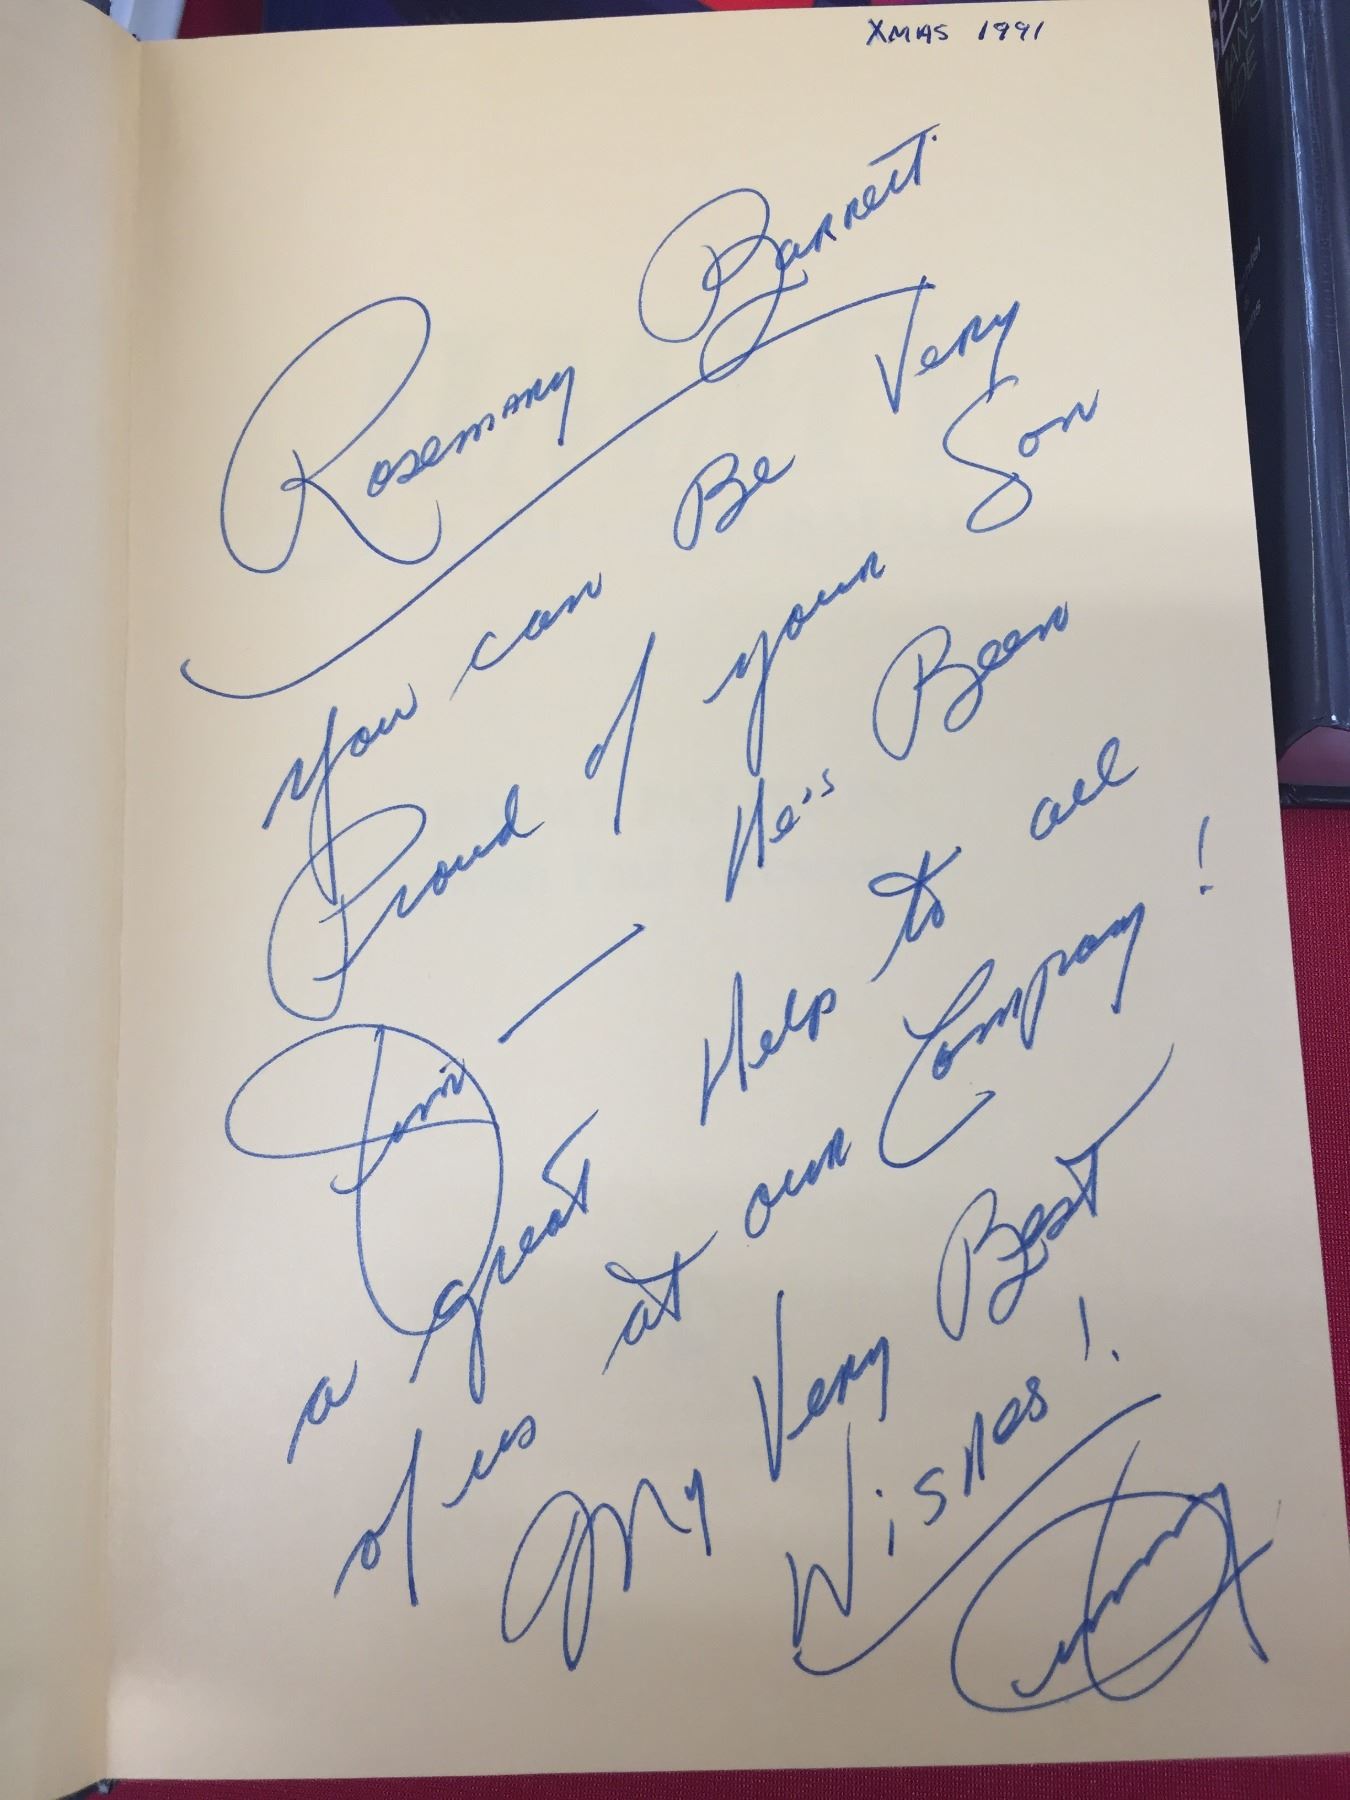 XMAS 1991
Rosemary Barrett
You can Be Very
Proud of your Son
Jim — He's Been
a great Help to all
of us at our Company!
My Very Best
Wishes!